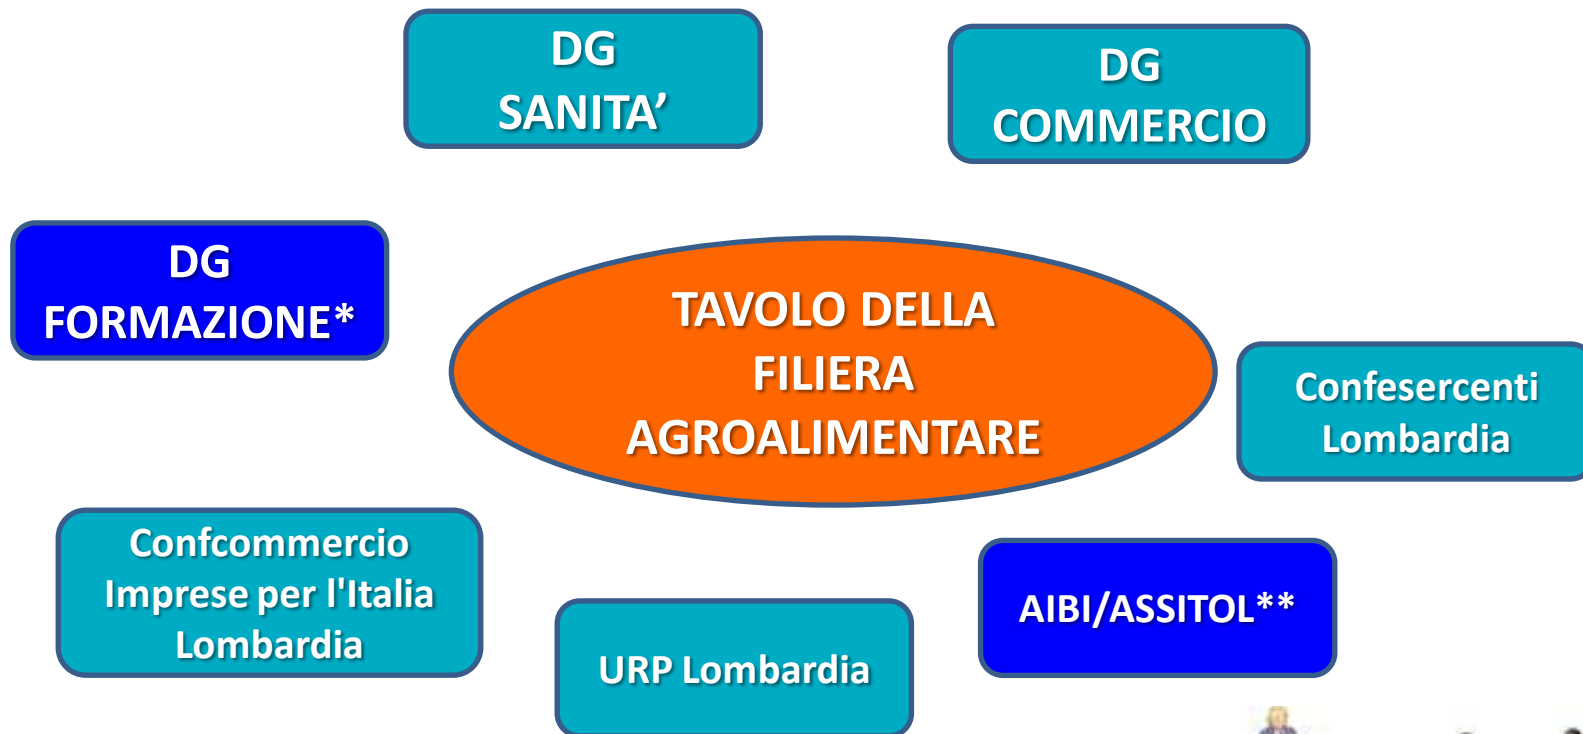 DG
SANITA’
DG
COMMERCIO
DG
FORMAZIONE*
TAVOLO DELLA
FILIERA
AGROALIMENTARE
Confesercenti
Lombardia
Confcommercio
Imprese per l'Italia
Lombardia
AIBI/ASSITOL**
URP Lombardia